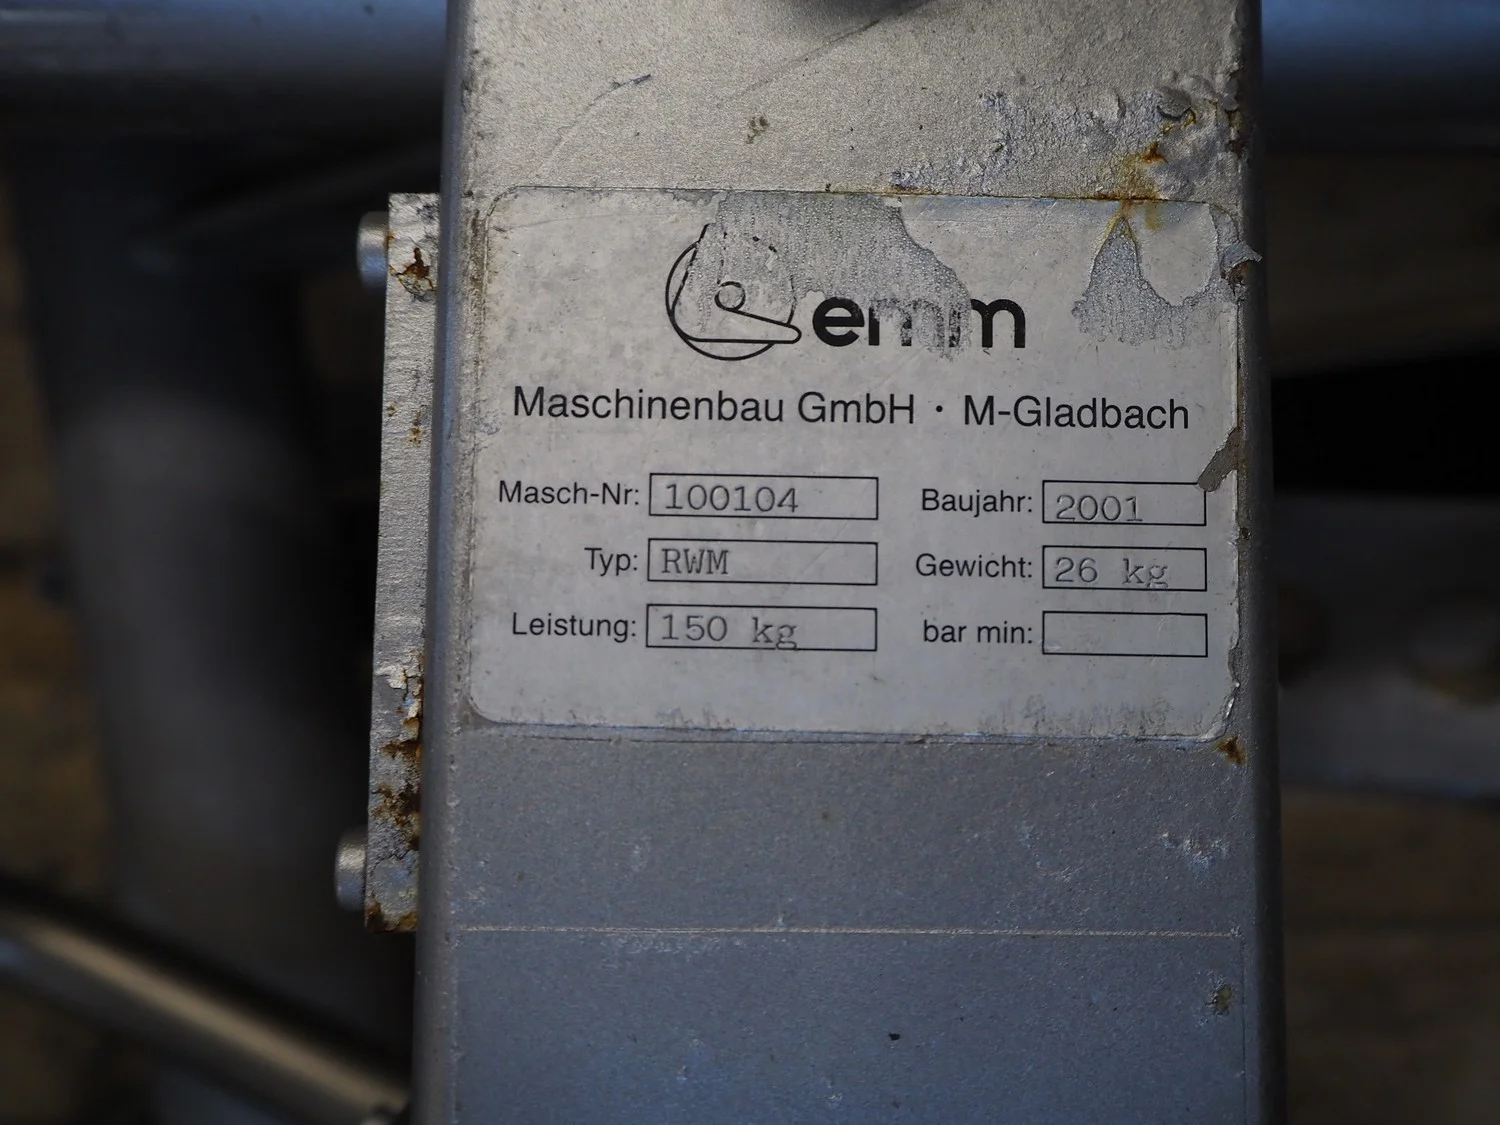 emm
Maschinenbau GmbH · M-Gladbach
Masch-Nr: 100104 Baujahr: 2001
Typ: RWM Gewicht: 26 kg
Leistung: 150 kg bar min: